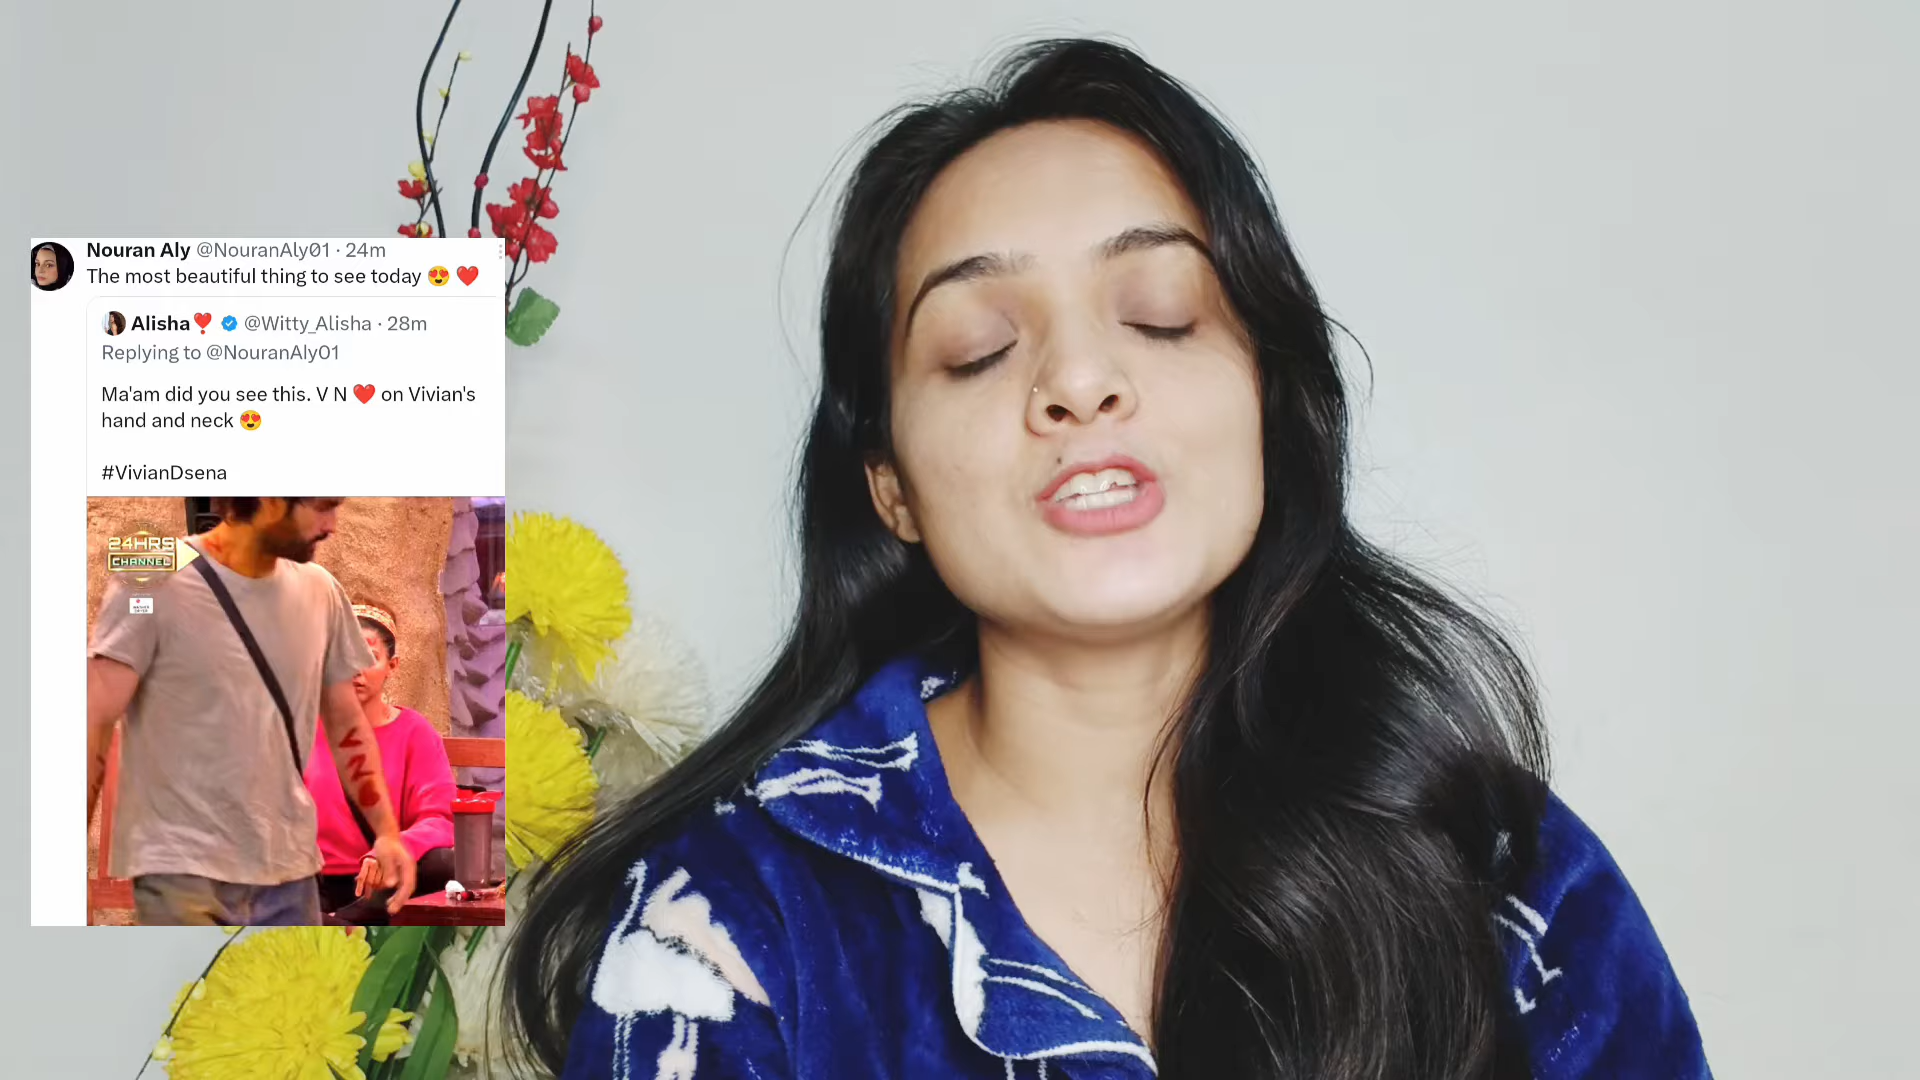 Nouran Aly @NouranAly01 · 24m
The most beautiful thing to see today 😍 ❤️
Alisha❣️ @Witty_Alisha · 28m
Replying to @NouranAly01
Ma'am did you see this. V N ❤️ on Vivian's
hand and neck 😍
#VivianDsena
24HRS
CHANNEL
V N